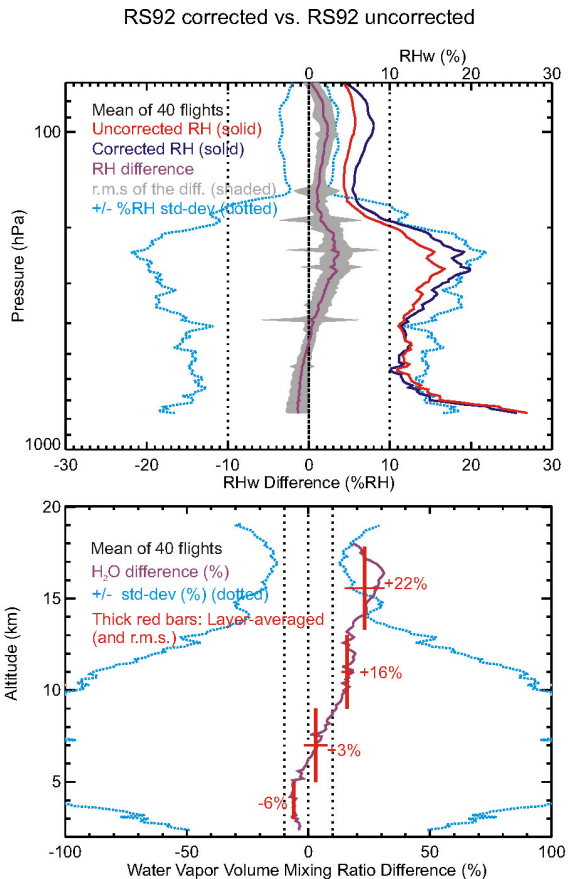 RS92 corrected vs. RS92 uncorrected
RHw (%)
0 10 20 30
Mean of 40 flights
Uncorrected RH (solid)
Corrected RH (solid)
RH difference
r.m.s of the diff. (shaded)
+/- %RH std-dev (dotted)
100
1000
Pressure (hPa)
-30 -20 -10 0 10 20 30
RHw Difference (%RH)
20
15
10
5
Altitude (km)
Mean of 40 flights
H₂O difference (%)
+/- std-dev (%) (dotted)
Thick red bars: Layer-averaged
(and r.m.s.)
+22%
+16%
+3%
-6%
-100 -50 0 50 100
Water Vapor Volume Mixing Ratio Difference (%)